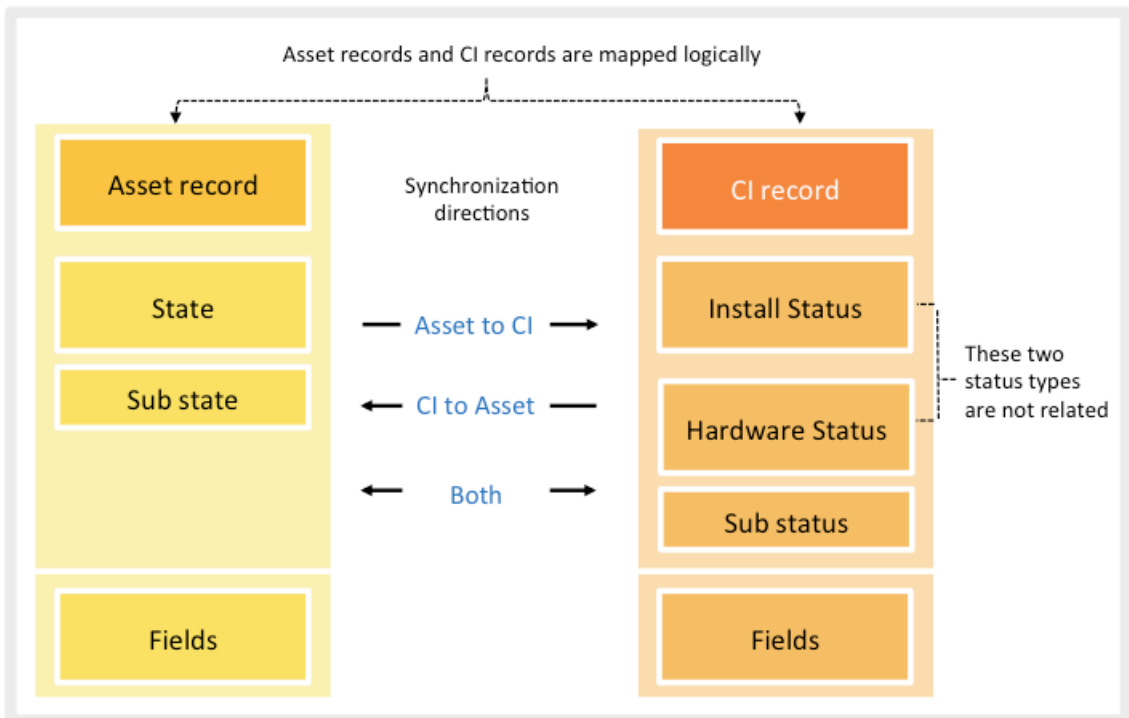 Asset records and CI records are mapped logically
Asset record
Synchronization
directions
CI record
State
Install Status
Asset to CI
These two
status types
are not related
Sub state
CI to Asset
Hardware Status
Both
Sub status
Fields
Fields